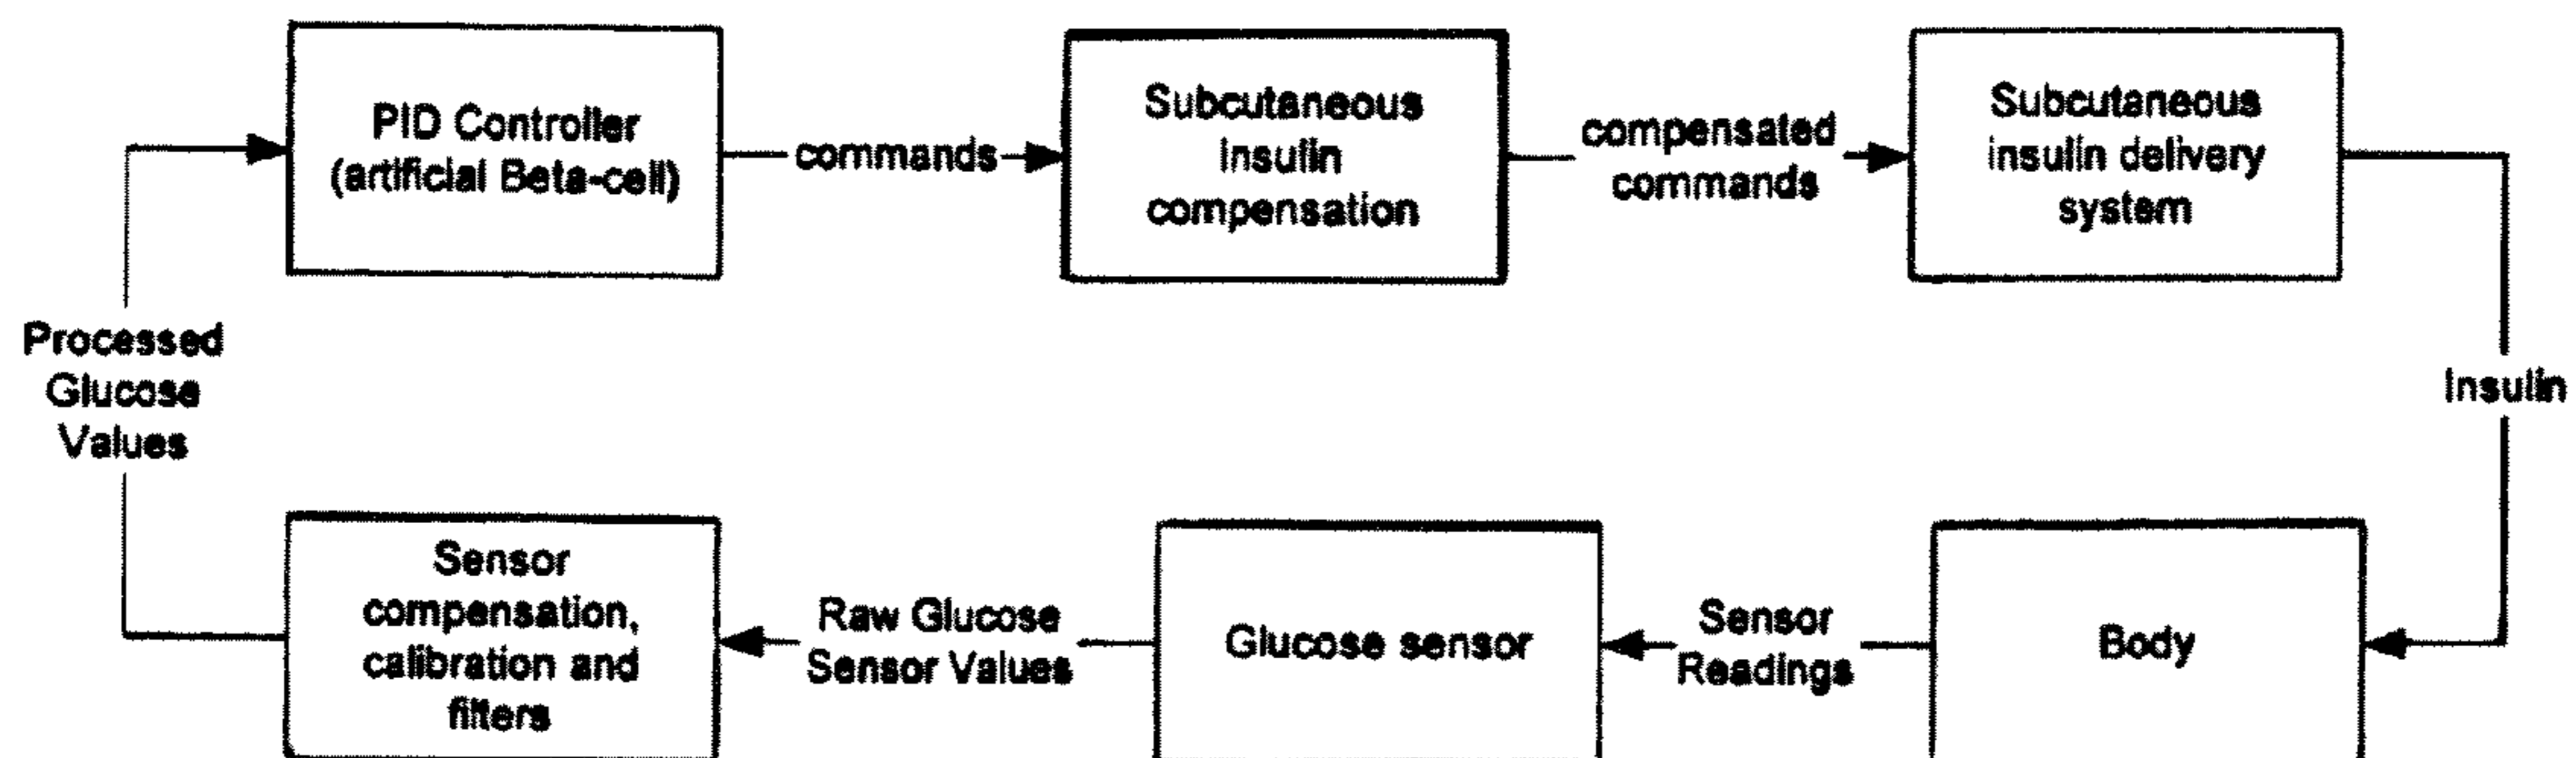 PID Controller
(artificial Beta-cell)
commands
Subcutaneous
Insulin
compensation
compensated
commands
Subcutaneous
insulin delivery
system
Insulin
Body
Sensor
Readings
Glucose sensor
Raw Glucose
Sensor Values
Sensor
compensation,
calibration and
filters
Processed
Glucose
Values